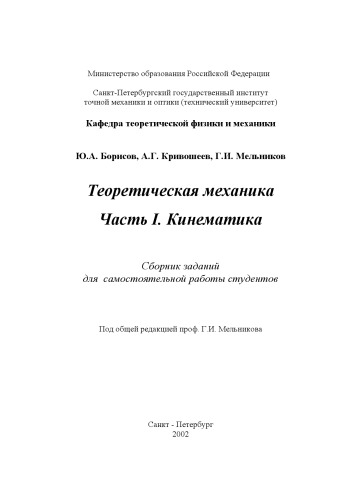 Министерство образования Российской Федерации
Санкт-Петербургский государственный институт
точной механики и оптики (технический университет)
Кафедра теоретической физики и механики
Ю.А. Борисов, А.Г. Кривошеев, Г.И. Мельников
Теоретическая механика
Часть I. Кинематика
Сборник заданий
для самостоятельной работы студентов
Под общей редакцией проф. Г.И. Мельникова
Санкт - Петербург
2002